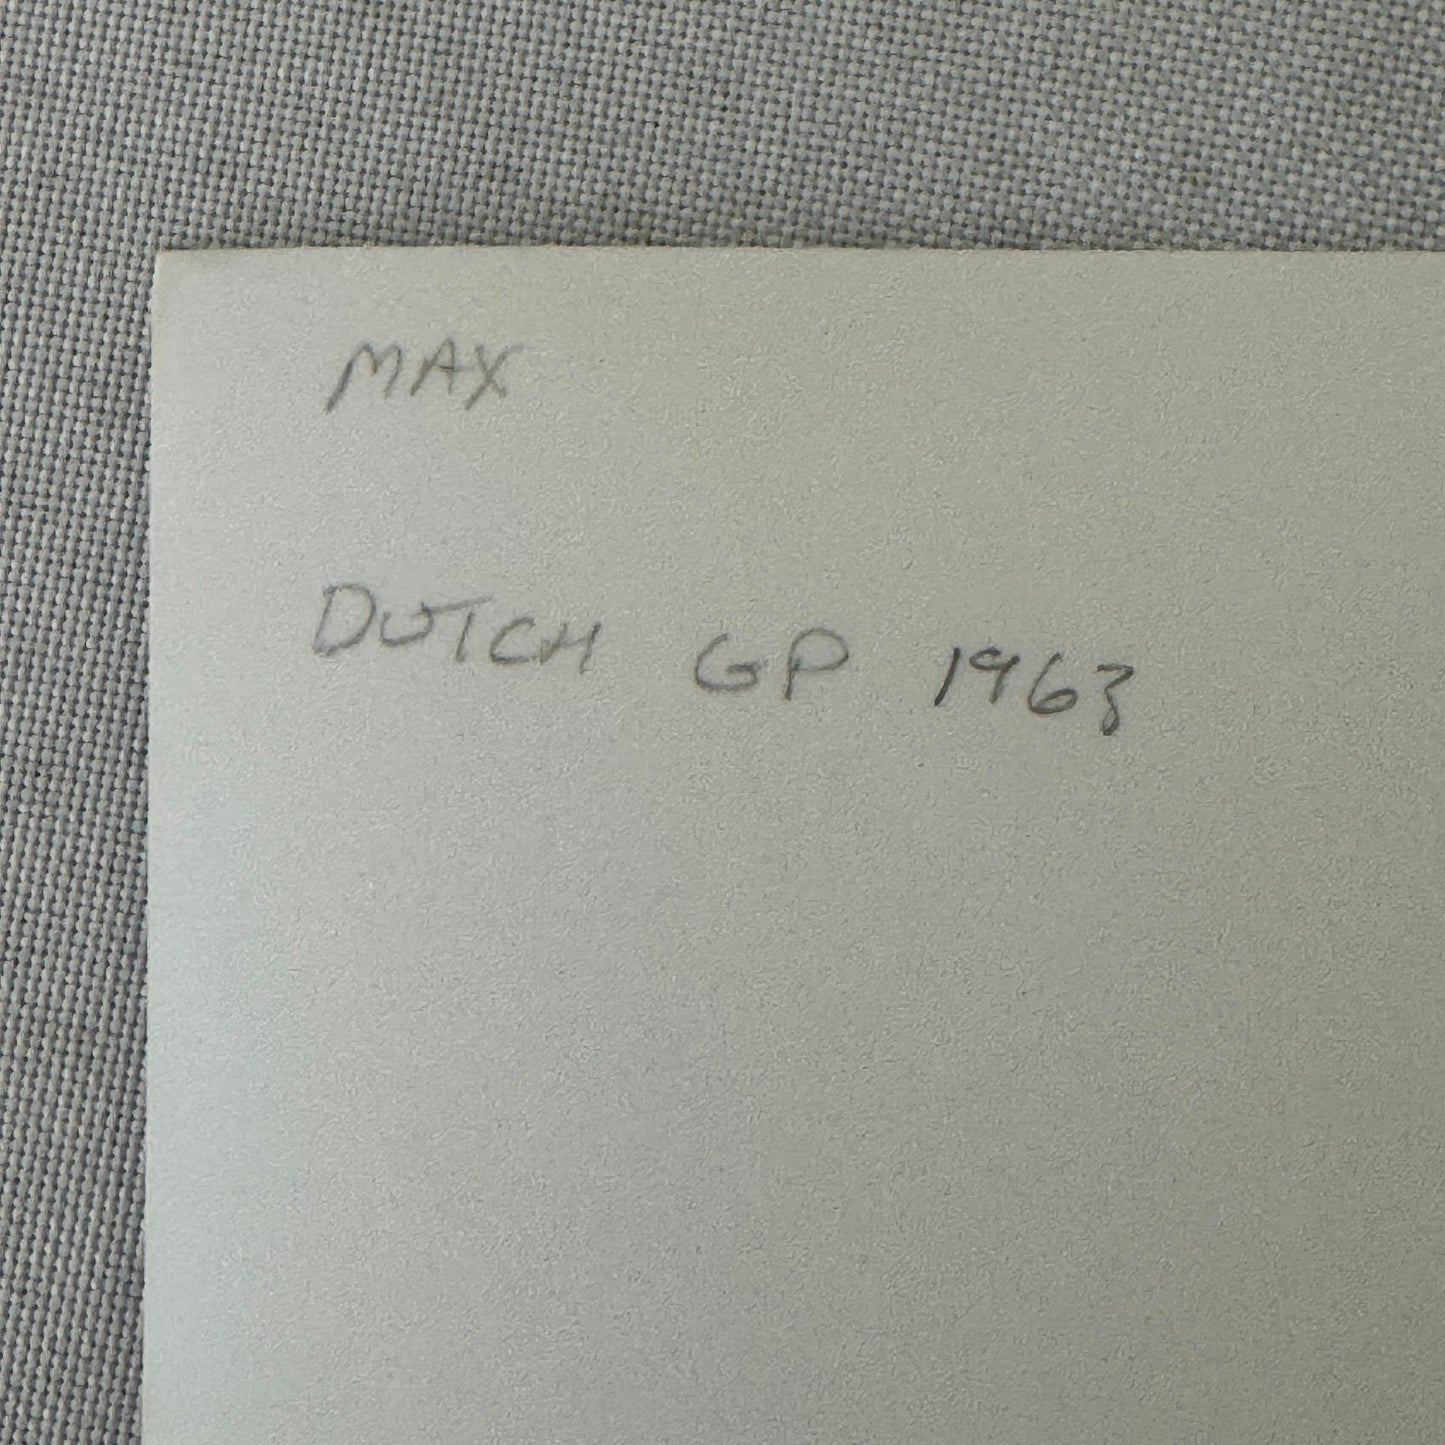 MAX
DUTCH GP 1963